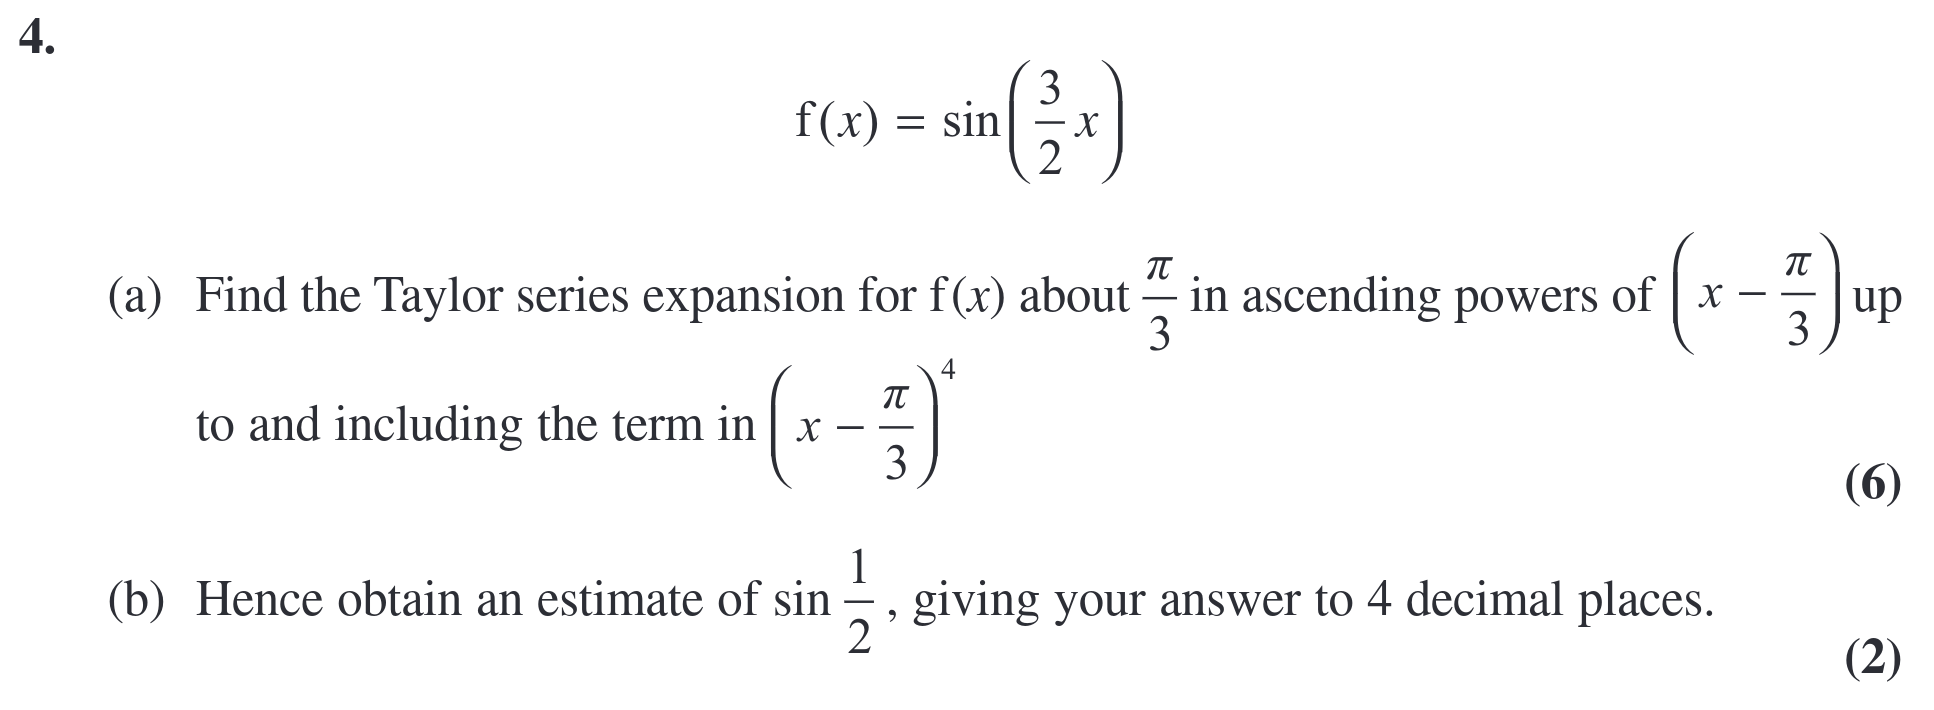 4.
f(x) = sin(3/2 x)
(a) Find the Taylor series expansion for f(x) about π/3 in ascending powers of (x − π/3) up
to and including the term in (x − π/3)^4
(6)
(b) Hence obtain an estimate of sin 1/2, giving your answer to 4 decimal places.
(2)